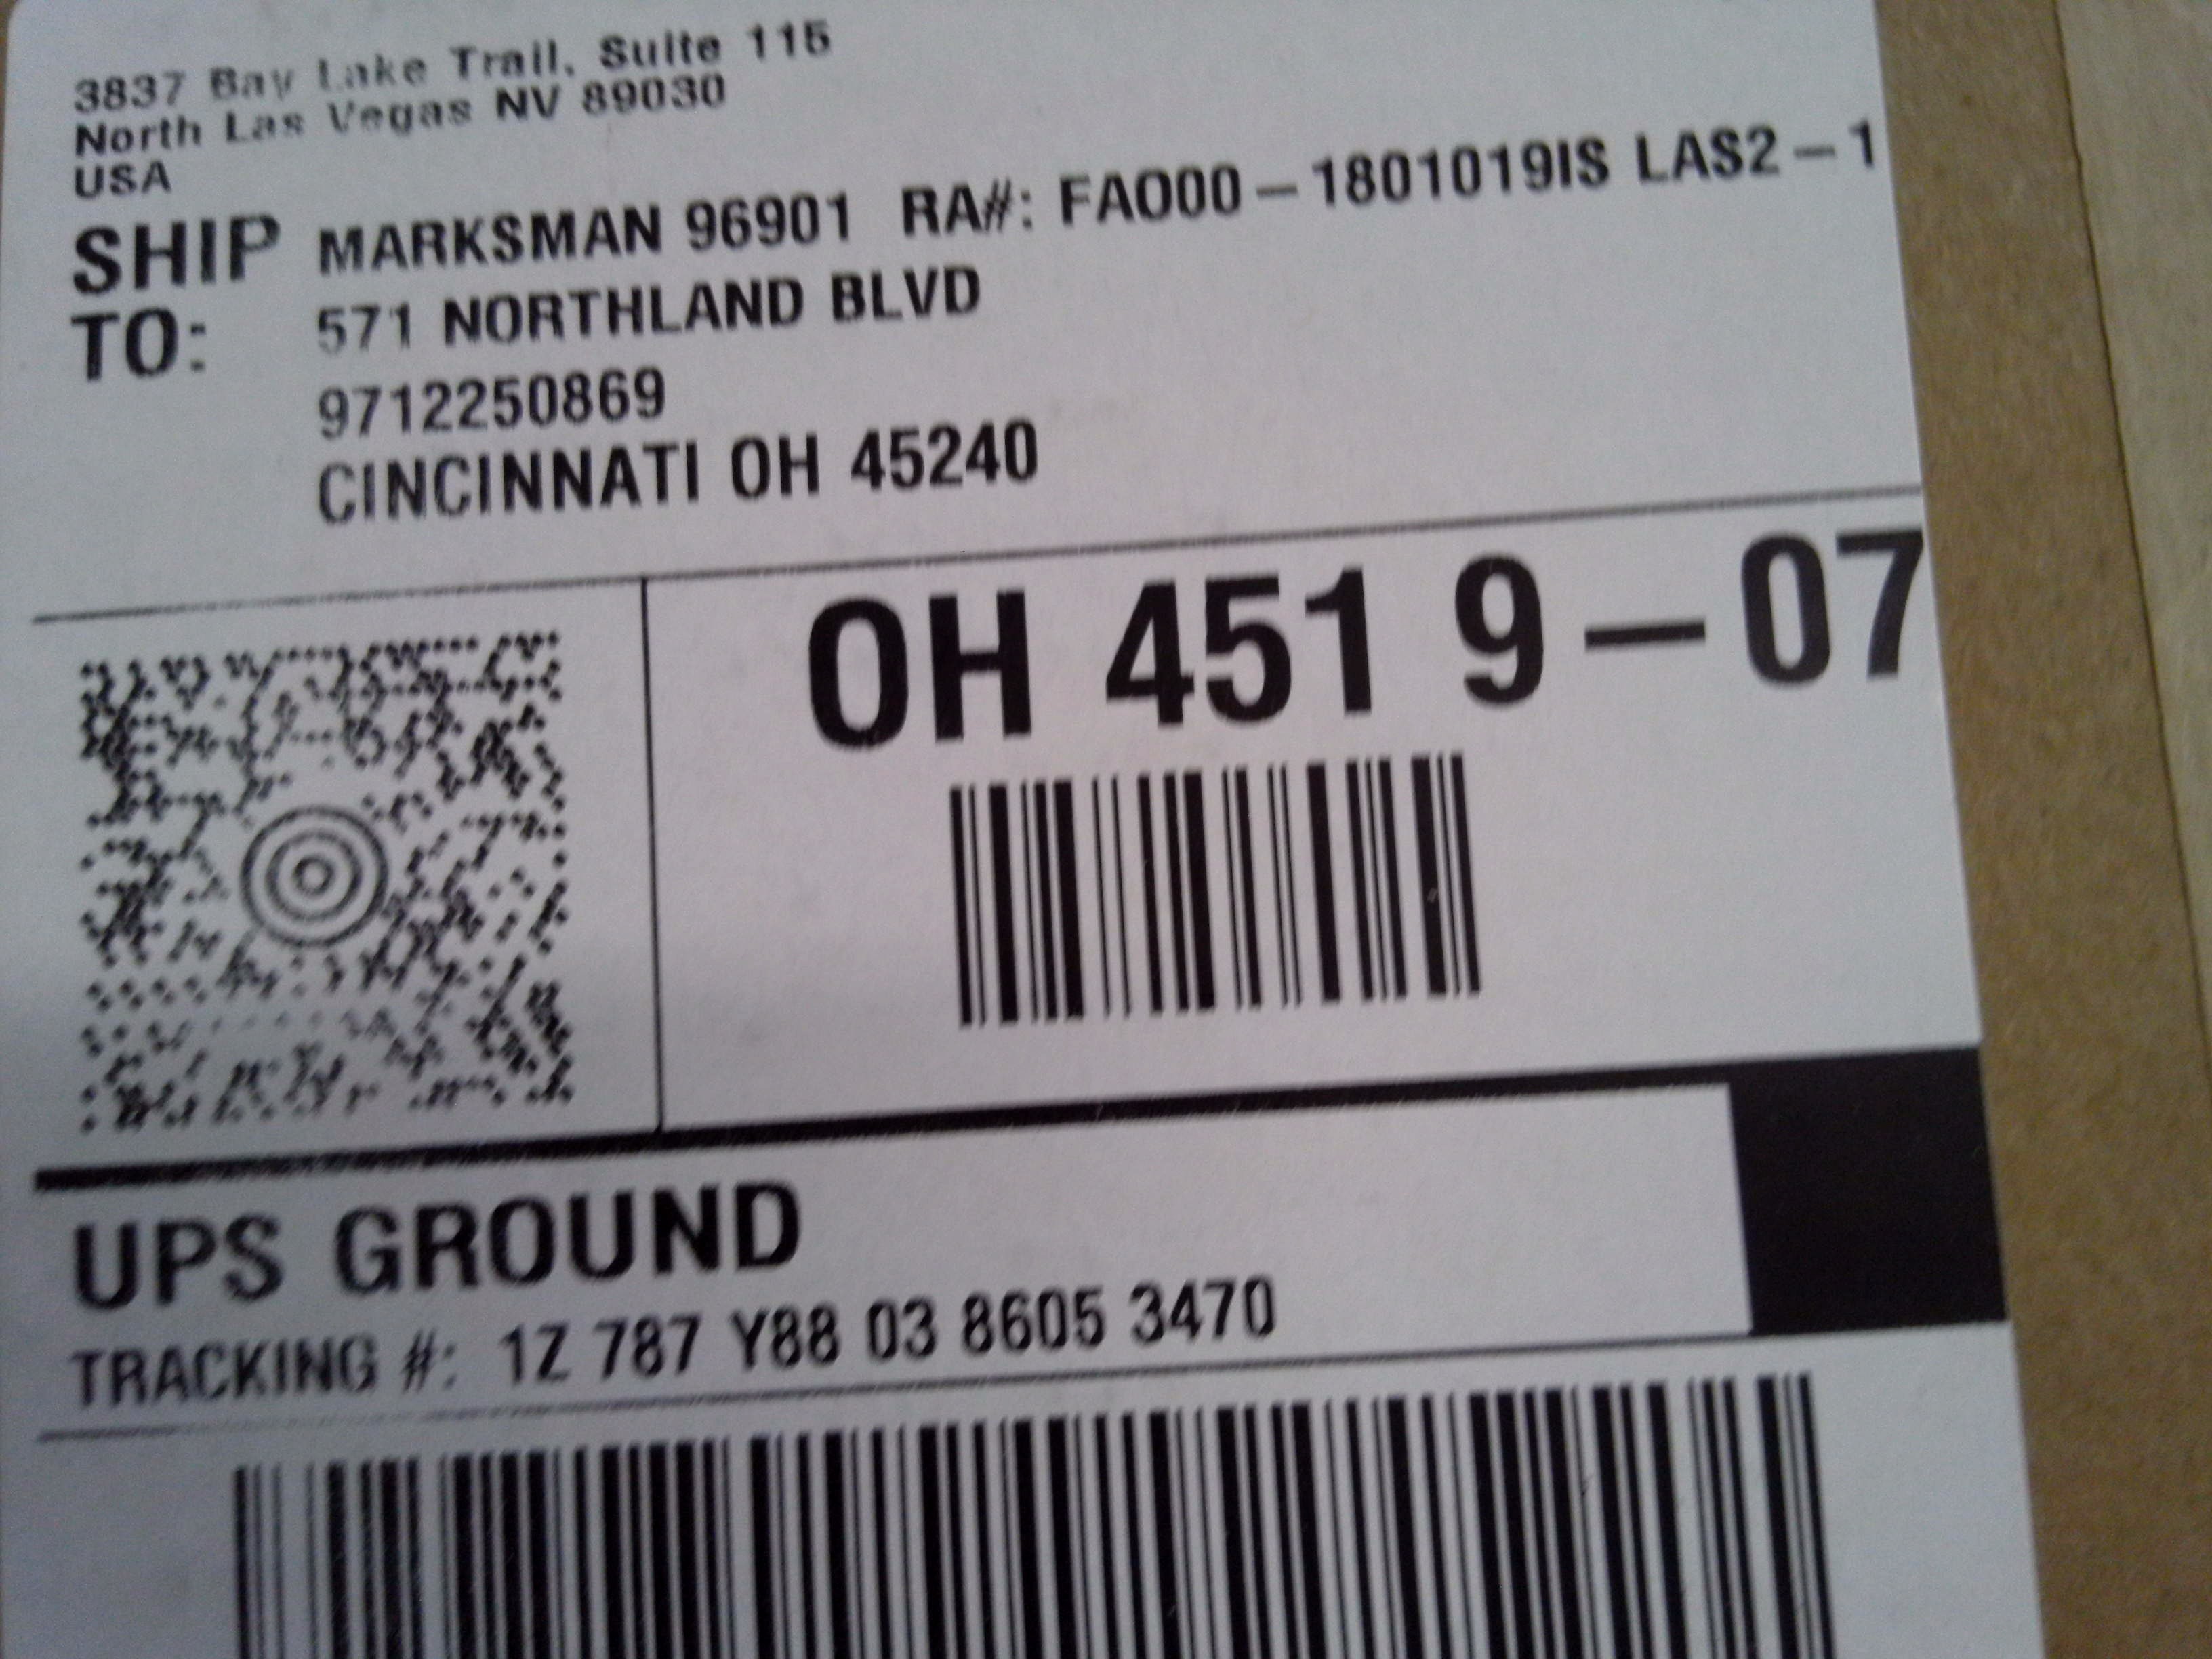 3837 Bay Lake Trail, Suite 115
North Las Vegas NV 89030
USA
SHIP TO:
MARKSMAN 96901 RA#: FAO00-1801019IS LAS2-1
571 NORTHLAND BLVD
9712250869
CINCINNATI OH 45240
OH 451 9-07
UPS GROUND
TRACKING #: 1Z 787 Y88 03 8605 3470